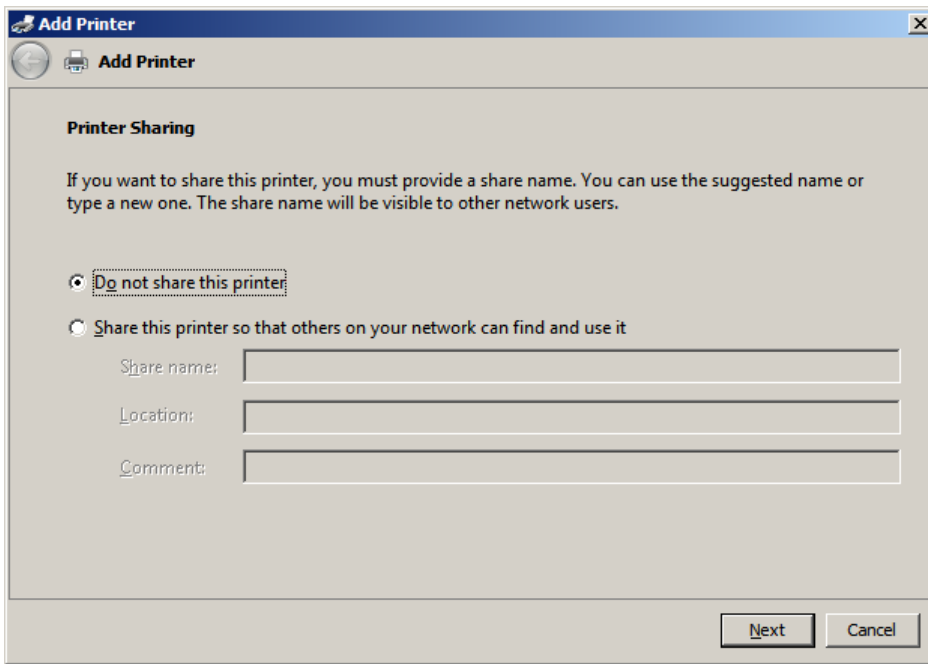 Add Printer
Add Printer
Printer Sharing
If you want to share this printer, you must provide a share name. You can use the suggested name or
type a new one. The share name will be visible to other network users.
Do not share this printer
Share this printer so that others on your network can find and use it
Share name:
Location:
Comment:
Next Cancel